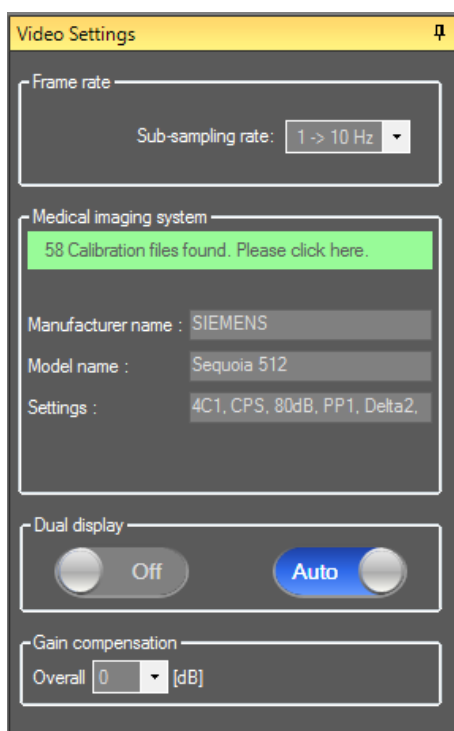 Video Settings
Frame rate
Sub-sampling rate: 1 -> 10 Hz
Medical imaging system
58 Calibration files found. Please click here.
Manufacturer name : SIEMENS
Model name : Sequoia 512
Settings : 4C1, CPS, 80dB, PP1, Delta2,
Dual display
Off Auto
Gain compensation
Overall 0 [dB]